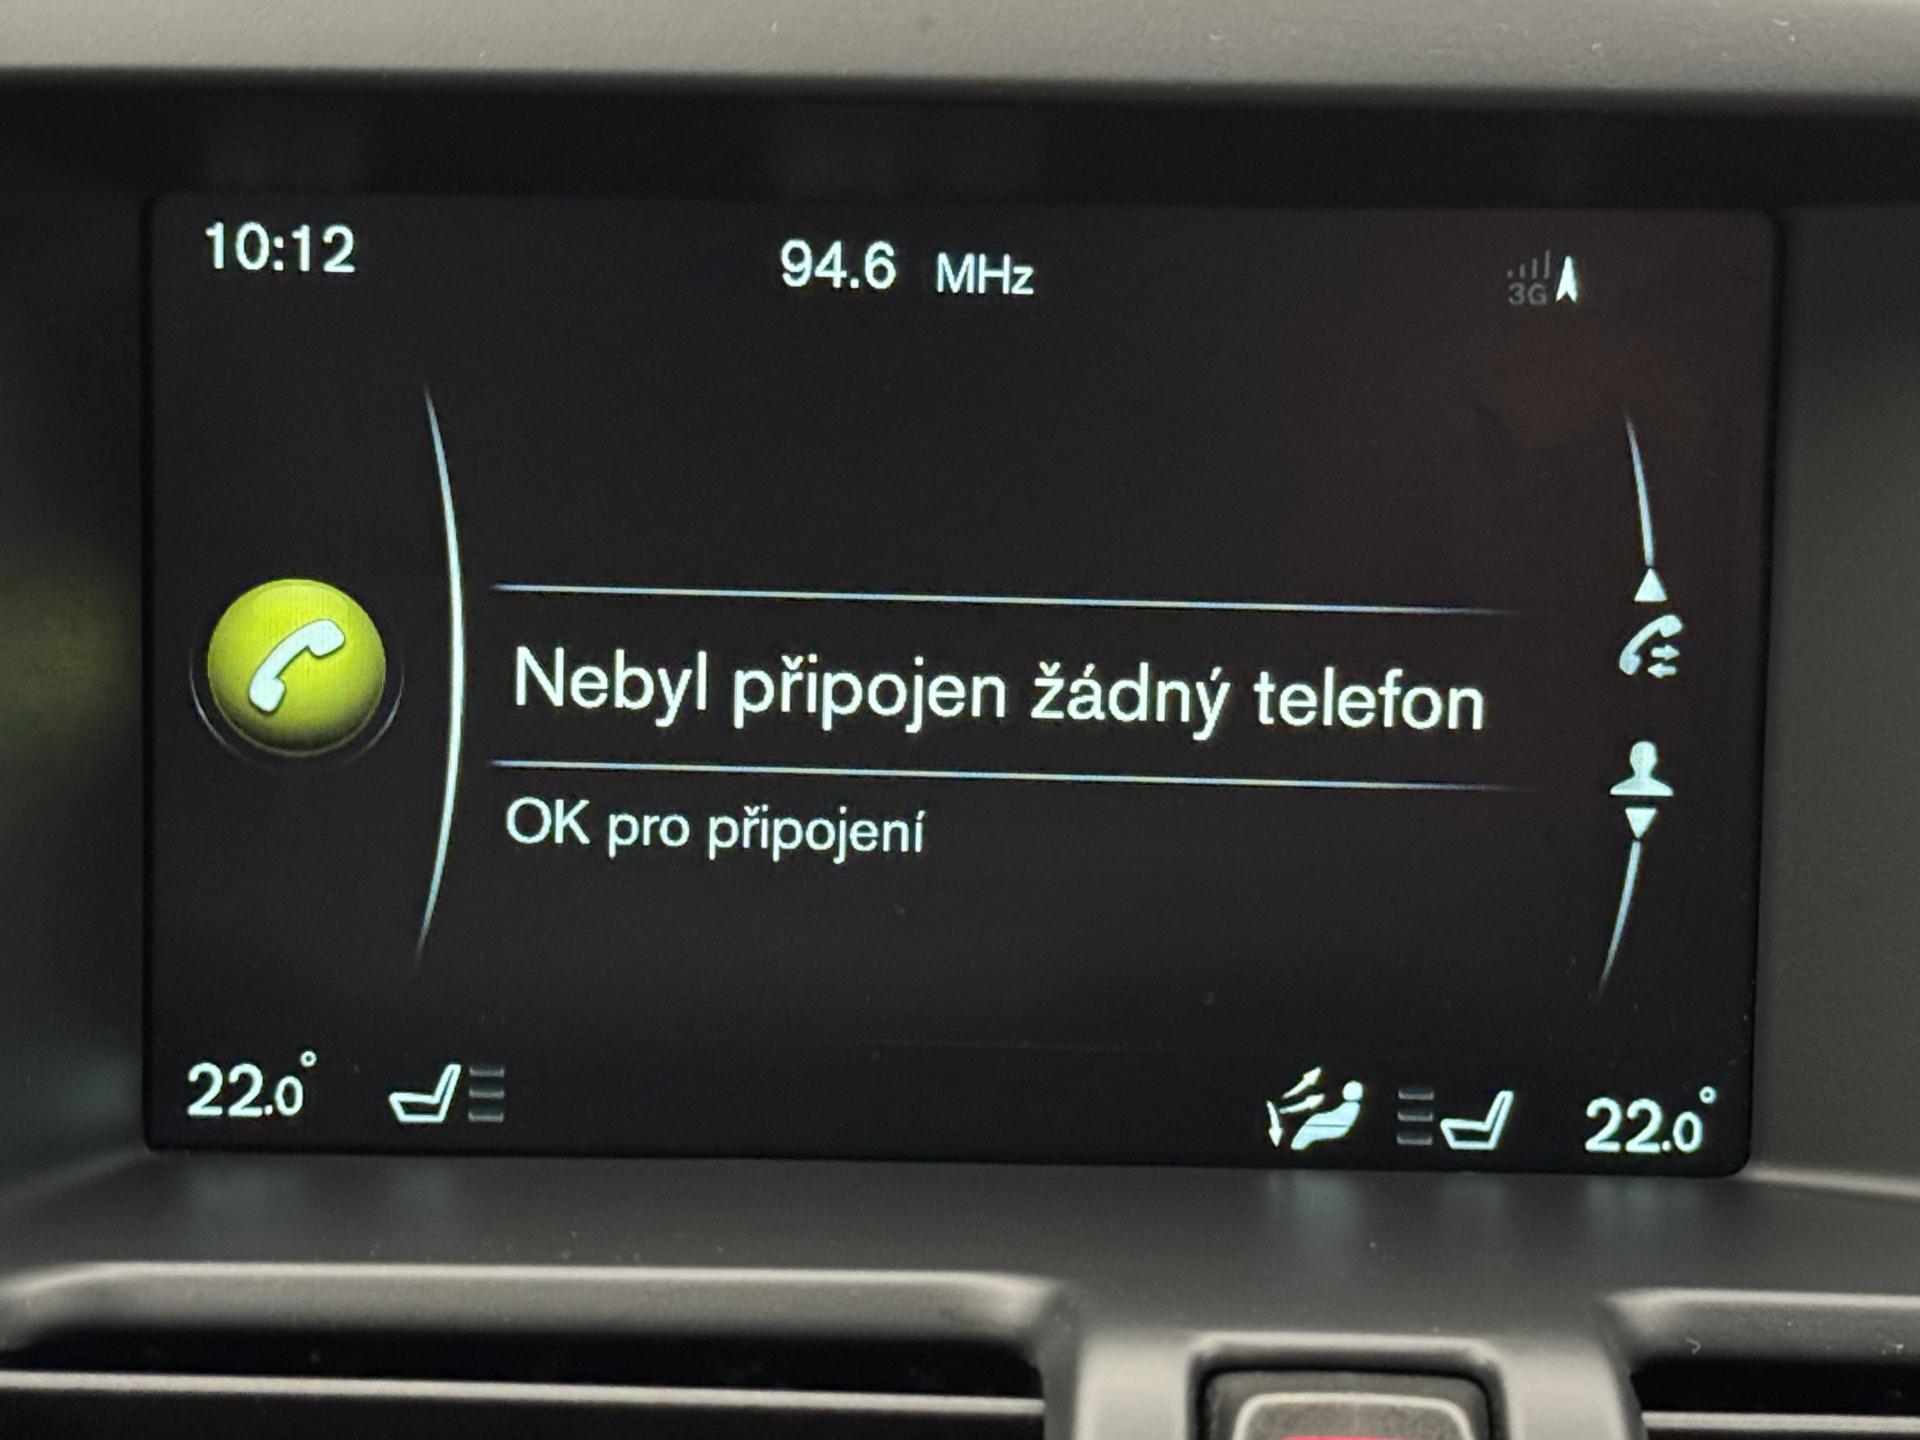 10:12
94.6 MHz
3G
Nebyl připojen žádný telefon
OK pro připojení
22.0°
22.0°